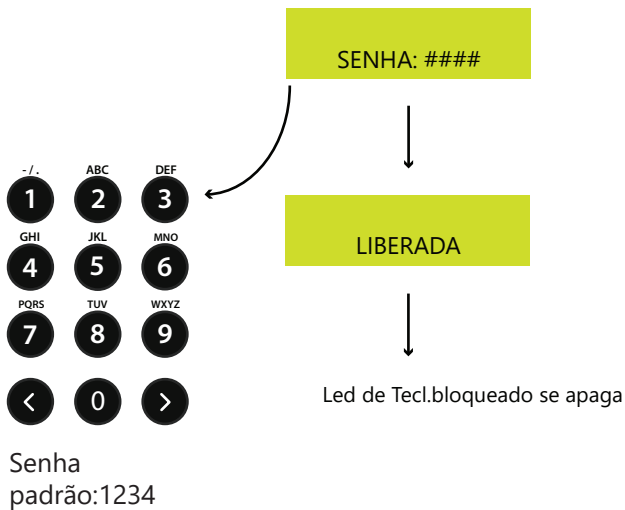 SENHA: ####
-/. ABC DEF
1 2 3
LIBERADA
GHI JKL MNO
4 5 6
PQRS TUV WXYZ
7 8 9
< 0 >
Led de Tecl.bloqueado se apaga
Senha
padrão:1234